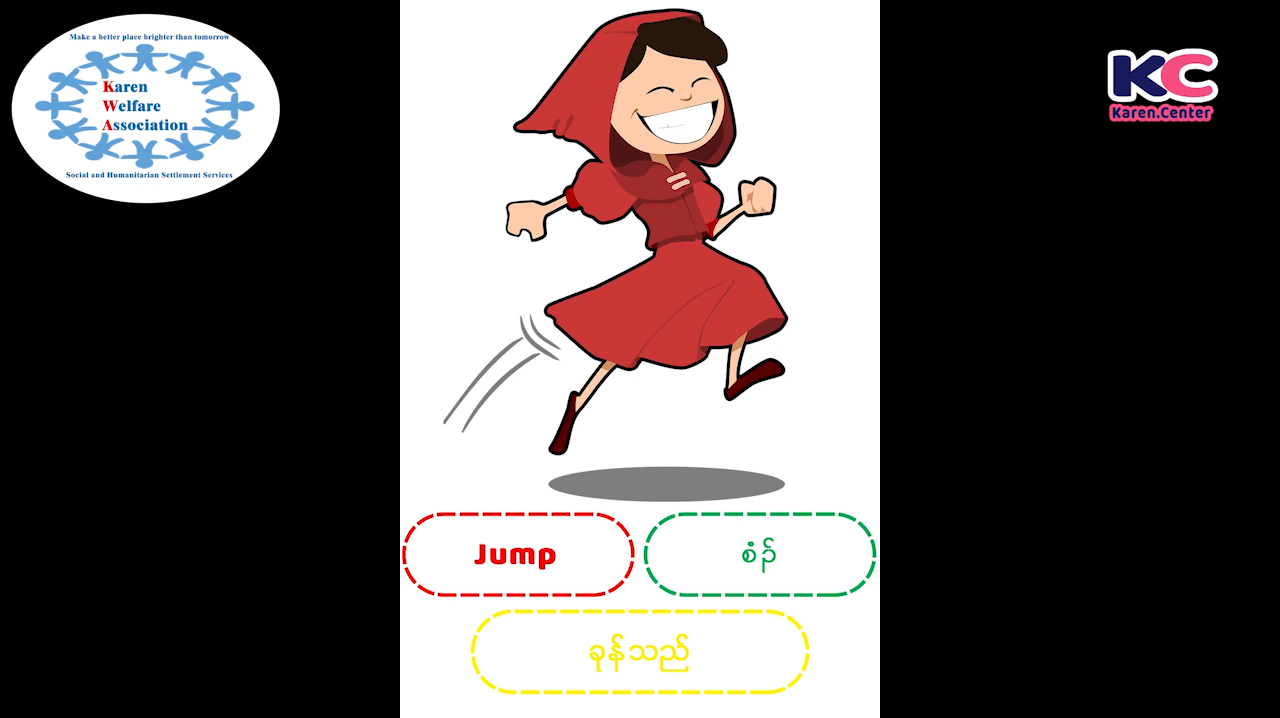 Make a better place brighter than tomorrow
Karen
Welfare
Association
Social and Humanitarian Settlement Services
KC
Karen.Center
Jump
စံၣ်
ခုန်သည်